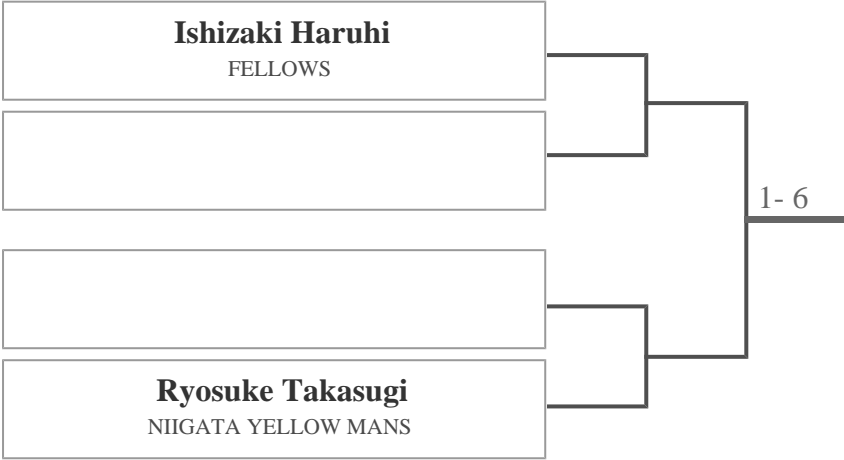 Ishizaki Haruhi
FELLOWS
1- 6
Ryosuke Takasugi
NIIGATA YELLOW MANS